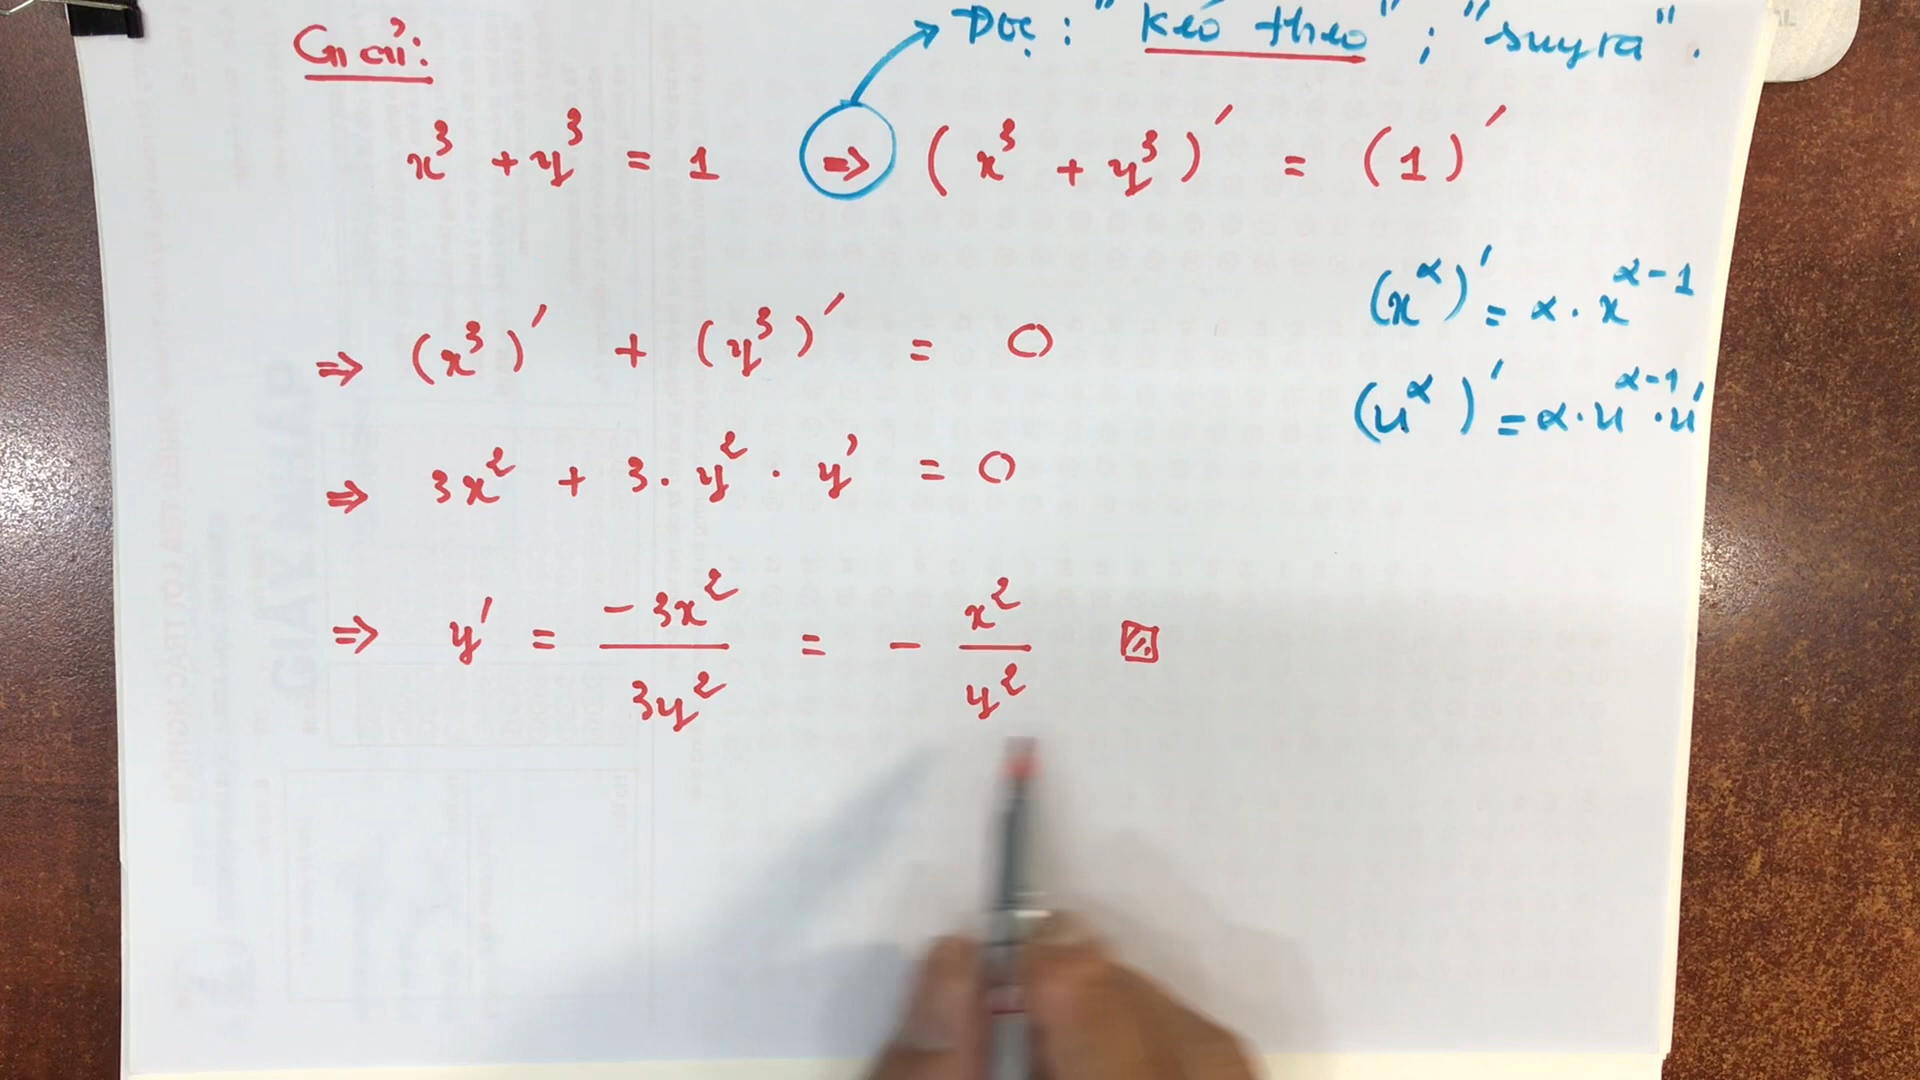 Giải:
Đọc: "kéo theo"; "suy ra".
x³ + y³ = 1 ⇒ (x³ + y³)′ = (1)′
(x^α)′ = α · x^(α-1)
⇒ (x³)′ + (y³)′ = 0
(u^α)′ = α · u^(α-1) · u′
⇒ 3x² + 3 · y² · y′ = 0
⇒ y′ = -3x²/3y² = - x²/y²